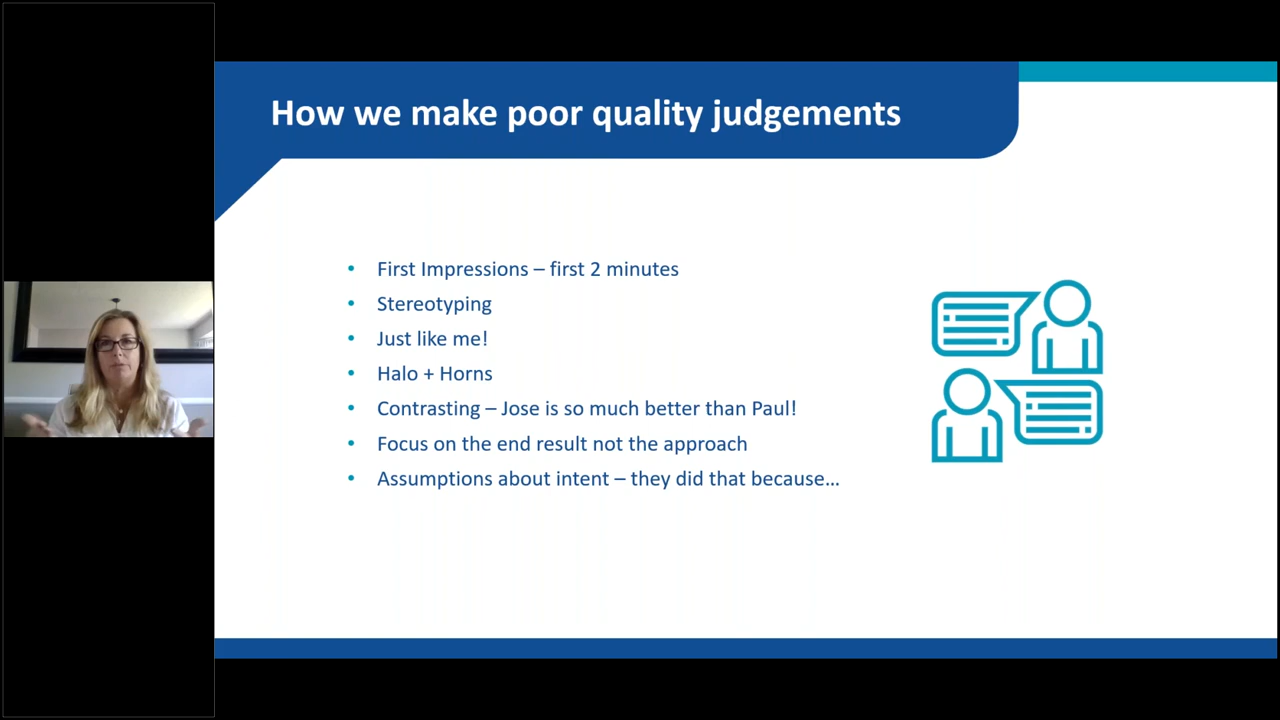 How we make poor quality judgements
• First Impressions – first 2 minutes
• Stereotyping
• Just like me!
• Halo + Horns
• Contrasting – Jose is so much better than Paul!
• Focus on the end result not the approach
• Assumptions about intent – they did that because…